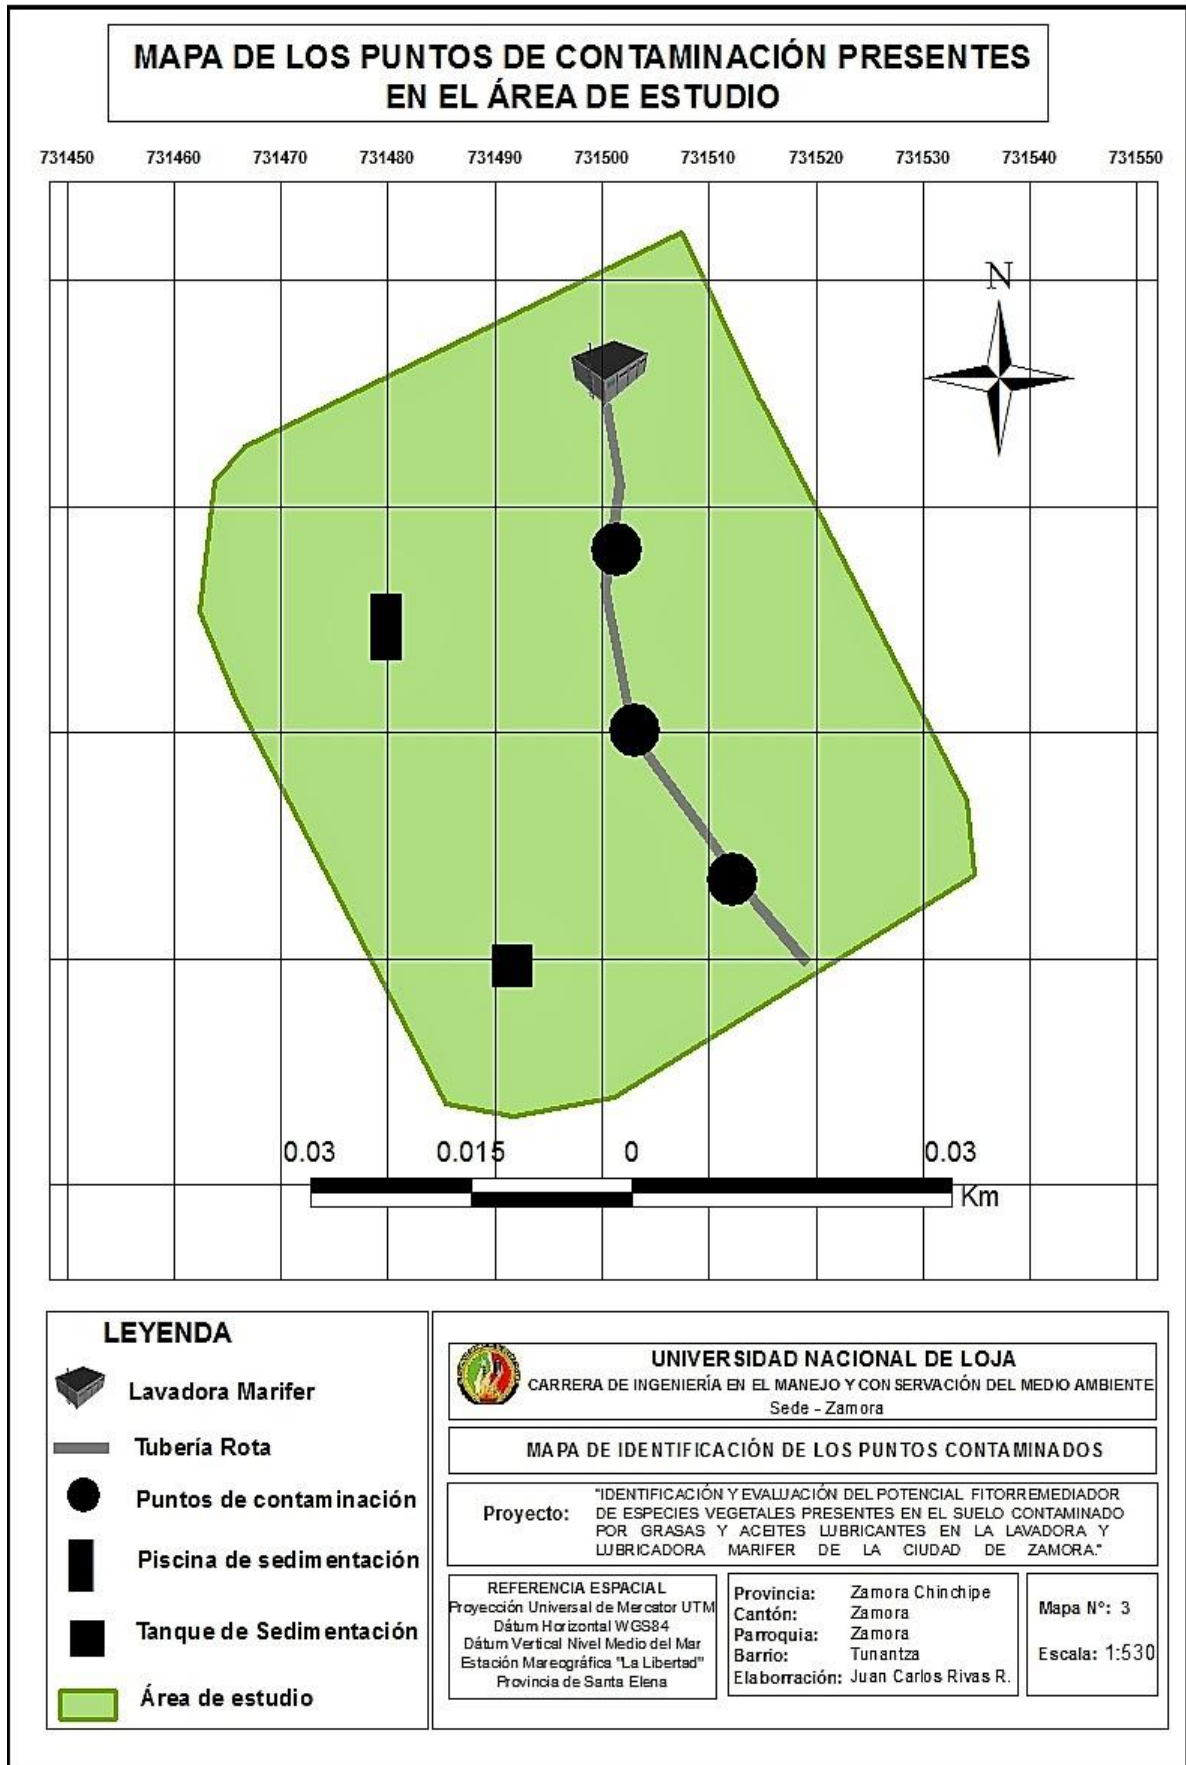 MAPA DE LOS PUNTOS DE CONTAMINACIÓN PRESENTES
EN EL ÁREA DE ESTUDIO
731450 731460 731470 731480 731490 731500 731510 731520 731530 731540 731550
N
0.03 0.015 0 0.03
Km
LEYENDA
Lavadora Marifer
Tubería Rota
Puntos de contaminación
Piscina de sedimentación
Tanque de Sedimentación
Área de estudio
UNIVERSIDAD NACIONAL DE LOJA
CARRERA DE INGENIERÍA EN EL MANEJO Y CONSERVACIÓN DEL MEDIO AMBIENTE
Sede - Zamora
MAPA DE IDENTIFICACIÓN DE LOS PUNTOS CONTAMINADOS
Proyecto: "IDENTIFICACIÓN Y EVALUACIÓN DEL POTENCIAL FITORREMEDIADOR
DE ESPECIES VEGETALES PRESENTES EN EL SUELO CONTAMINADO
POR GRASAS Y ACEITES LUBRICANTES EN LA LAVADORA Y
LUBRICADORA MARIFER DE LA CIUDAD DE ZAMORA."
REFERENCIA ESPACIAL
Proyección Universal de Mercator UTM
Dátum Horizontal WGS84
Dátum Vertical Nivel Medio del Mar
Estación Mareográfica "La Libertad"
Provincia de Santa Elena
Provincia: Zamora Chinchipe
Cantón: Zamora
Parroquia: Zamora
Barrio: Tunantza
Elaborración: Juan Carlos Rivas R.
Mapa N°: 3
Escala: 1:530